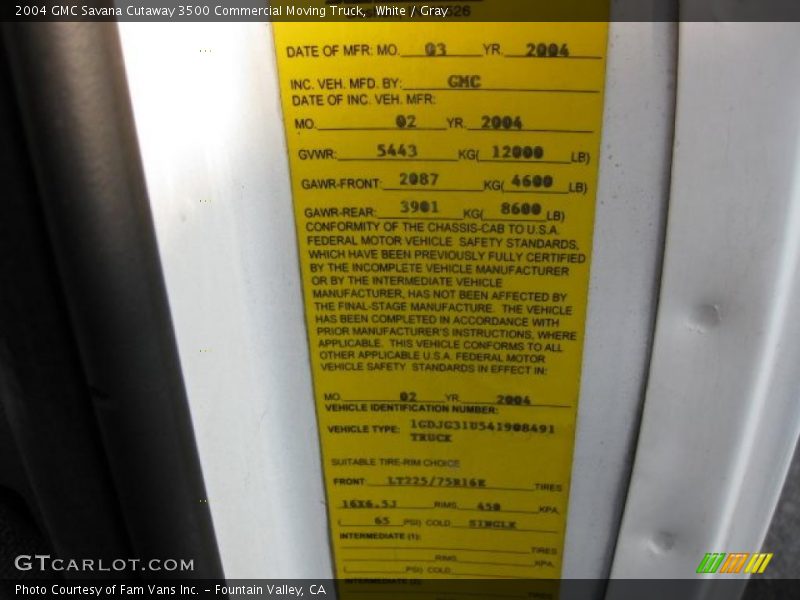 2004 GMC Savana Cutaway 3500 Commercial Moving Truck, White / Gray
DATE OF MFR: MO. 03 YR. 2004
INC. VEH. MFD. BY: GMC
DATE OF INC. VEH. MFR:
MO. 02 YR. 2004
GVWR: 5443 KG( 12000 LB)
GAWR-FRONT: 2087 KG( 4600 LB)
GAWR-REAR: 3901 KG( 8600 LB)
CONFORMITY OF THE CHASSIS-CAB TO U.S.A.
FEDERAL MOTOR VEHICLE SAFETY STANDARDS,
WHICH HAVE BEEN PREVIOUSLY FULLY CERTIFIED
BY THE INCOMPLETE VEHICLE MANUFACTURER
OR BY THE INTERMEDIATE VEHICLE
MANUFACTURER, HAS NOT BEEN AFFECTED BY
THE FINAL-STAGE MANUFACTURE. THE VEHICLE
HAS BEEN COMPLETED IN ACCORDANCE WITH
PRIOR MANUFACTURER'S INSTRUCTIONS, WHERE
APPLICABLE. THIS VEHICLE CONFORMS TO ALL
OTHER APPLICABLE U.S.A. FEDERAL MOTOR
VEHICLE SAFETY STANDARDS IN EFFECT IN:
MO. 02 YR. 2004
VEHICLE IDENTIFICATION NUMBER:
1GDJG31U541908491
VEHICLE TYPE: TRUCK
SUITABLE TIRE-RIM CHOICE
FRONT: LT225/75R16E TIRES
16X6.5J RIMS, 450 KPA,
( 65 PSI) COLD SINGLE
INTERMEDIATE (1):
TIRES
RIMS, KPA,
( PSI) COLD
INTERMEDIATE (2):
GTCARLOT.COM
Photo Courtesy of Fam Vans Inc. - Fountain Valley, CA